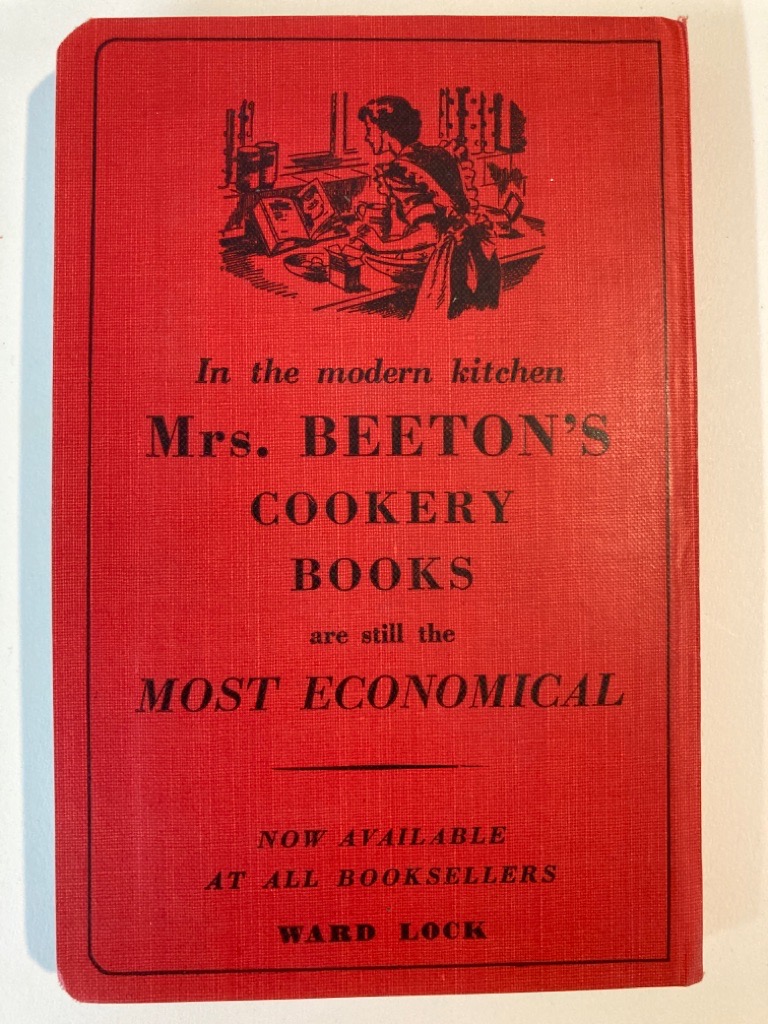 In the modern kitchen
Mrs. BEETON'S
COOKERY
BOOKS
are still the
MOST ECONOMICAL
NOW AVAILABLE
AT ALL BOOKSELLERS
WARD LOCK